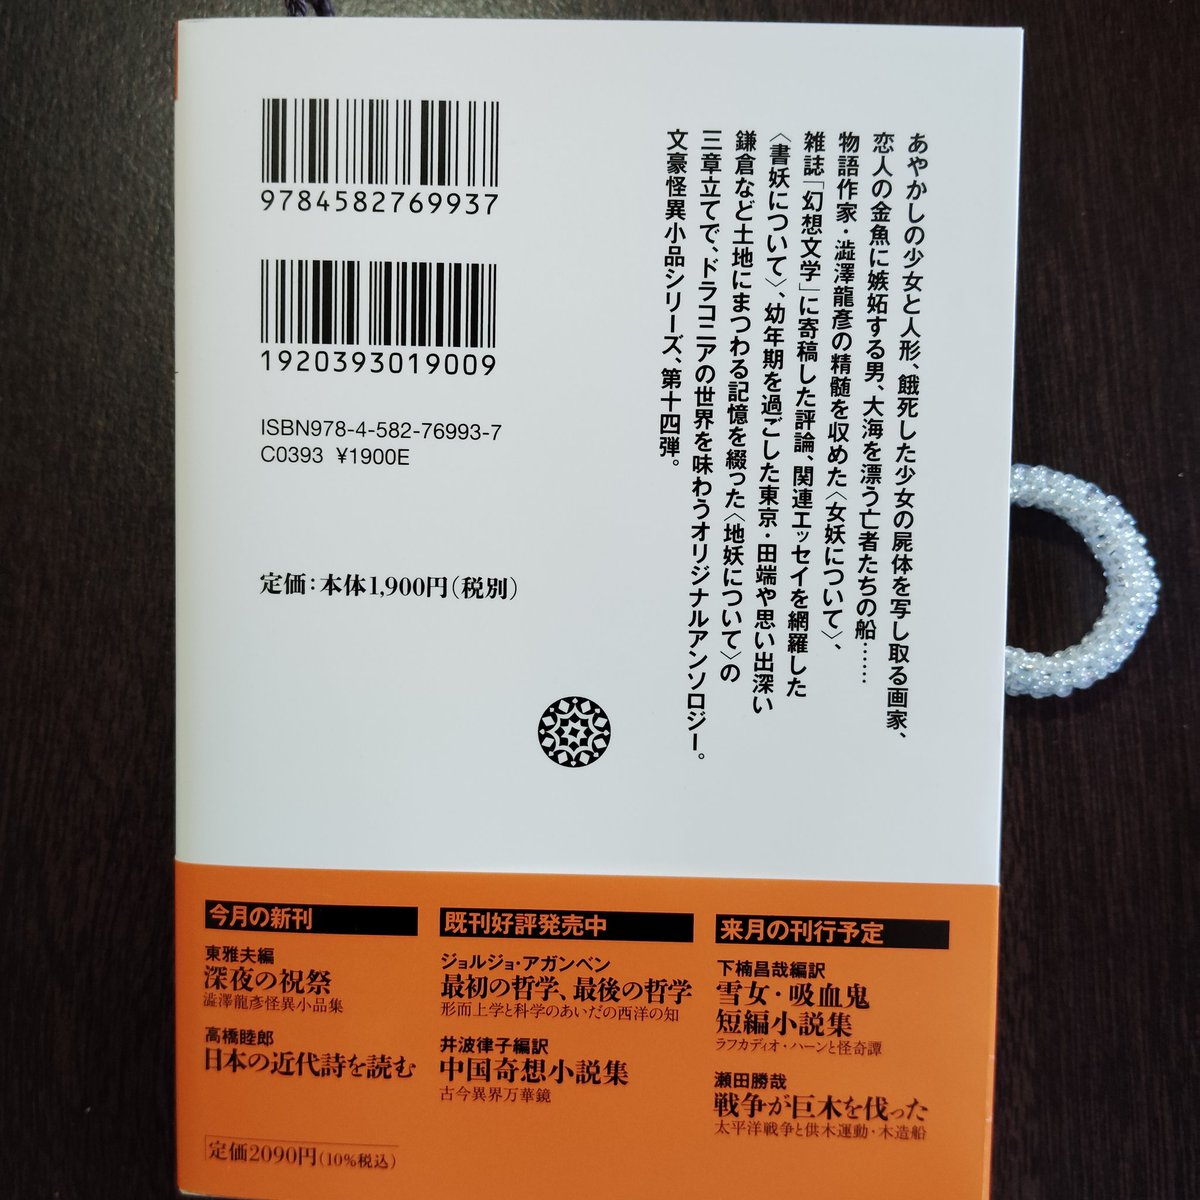 9784582769937
1920393019009
ISBN978-4-582-76993-7
C0393 ¥1900E
定価：本体1,900円（税別）
あやかしの少女と人形、餓死した少女の屍体を写し取る画家、
恋人の金魚に嫉妬する男、大海を漂う亡者たちの船……
物語作家・澁澤龍彥の精髄を収めた〈女妖について〉、
雑誌「幻想文学」に寄稿した評論、関連エッセイを網羅した
〈書妖について〉、幼年期を過ごした東京・田端や思い出深い
鎌倉など土地にまつわる記憶を綴った〈地妖について〉の
三章立てで、ドラコニアの世界を味わうオリジナルアンソロジー。
文豪怪異小品シリーズ、第十四弾。
今月の新刊
東雅夫編
深夜の祝祭
澁澤龍彥怪異小品集
高橋睦郎
日本の近代詩を読む
定価2090円（10%税込）
既刊好評発売中
ジョルジョ・アガンベン
最初の哲学、最後の哲学
形而上学と科学のあいだの西洋の知
井波律子編訳
中国奇想小説集
古今異界万華鏡
来月の刊行予定
下楠昌哉編訳
雪女・吸血鬼
短編小説集
ラフカディオ・ハーンと怪奇譚
瀬田勝哉
戦争が巨木を伐った
太平洋戦争と供木運動・木造船